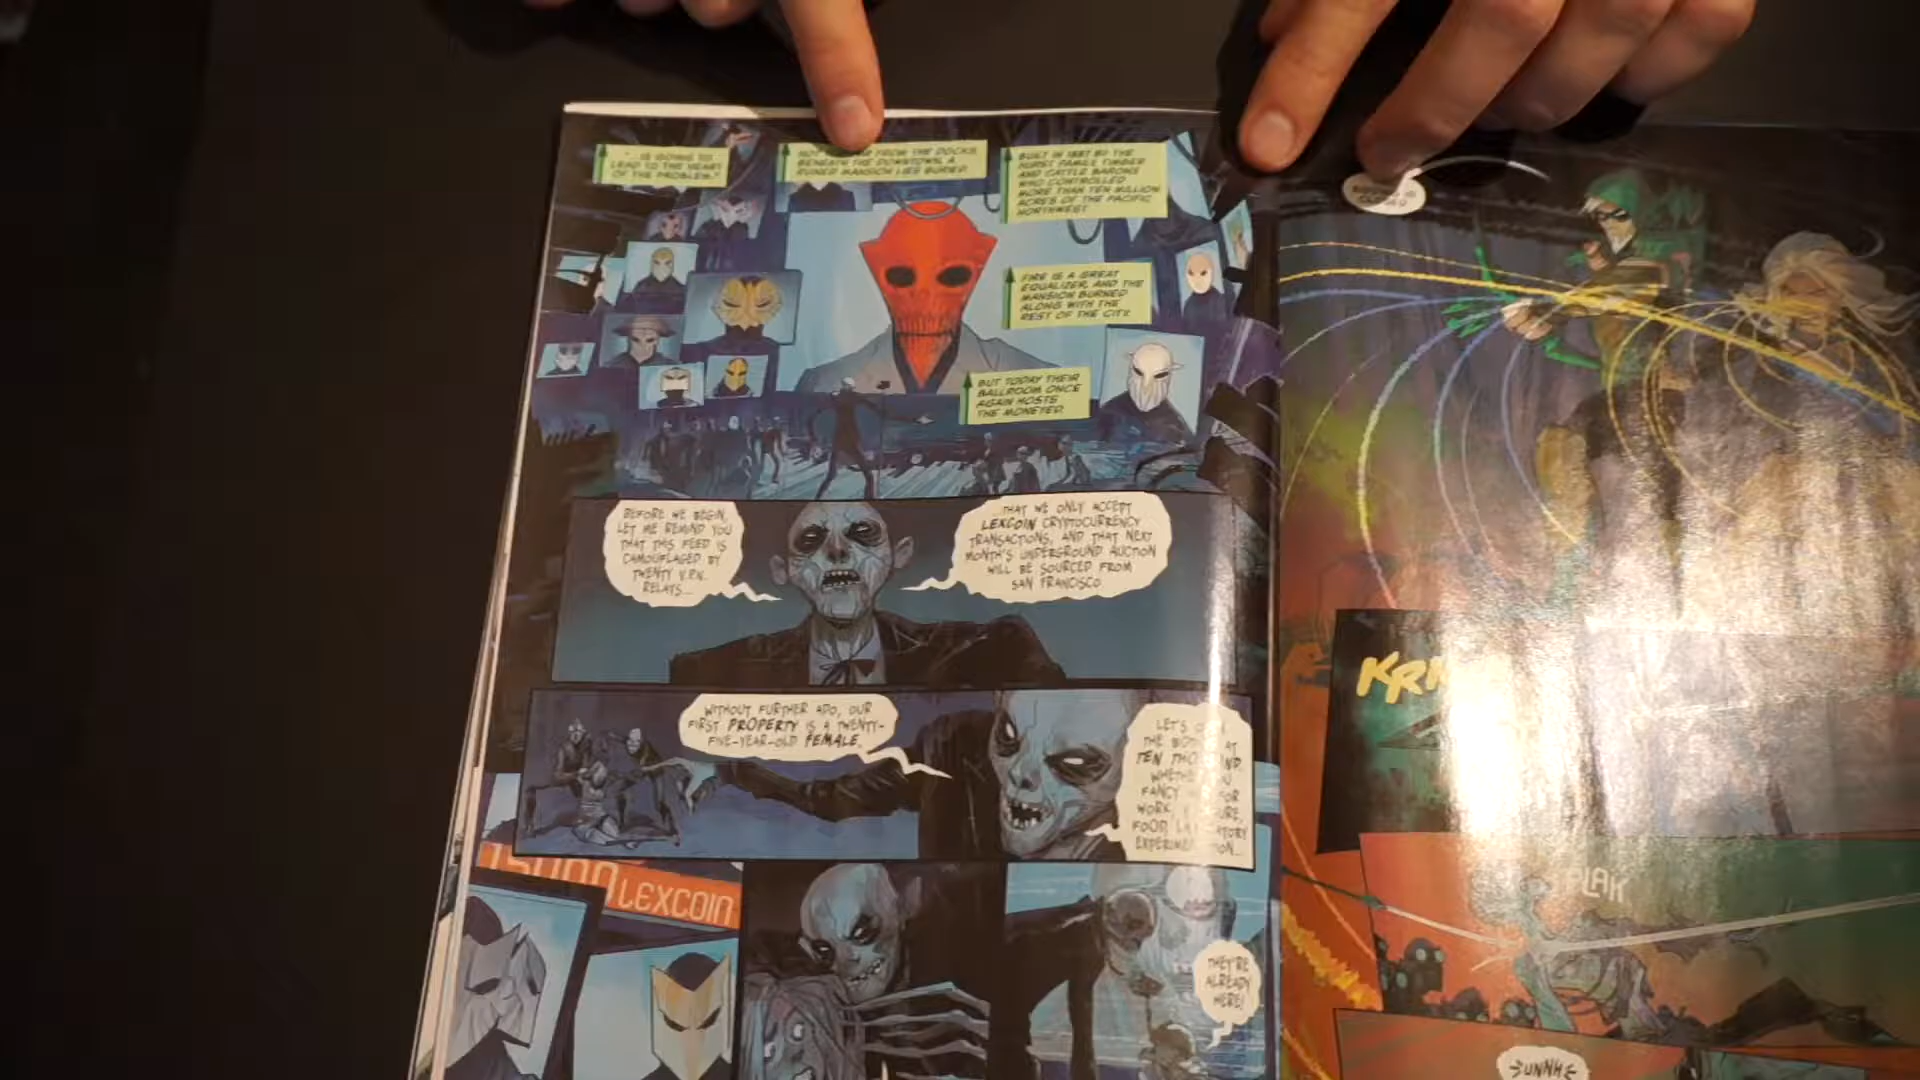 "...IS GOING TO
LEAD TO THE HEART
OF THE PROBLEM."
NOT FROM THE DOCKS,
BENEATH THE DOWNTOWN, A
RUINED MANSION LIES BURIED.
BUILT IN 1887 BY THE
HURST FAMILY, TIMBER
AND CATTLE BARONS
WHO CONTROLLED
MORE THAN TEN MILLION
ACRES OF THE PACIFIC
NORTHWEST.
FIRE IS A GREAT
EQUALIZER, AND THE
MANSION BURNED
ALONG WITH THE
REST OF THE CITY.
BUT TODAY THEIR
BALLROOM ONCE
AGAIN HOSTS
THE MONEYED.
BEFORE WE BEGIN,
LET ME REMIND YOU
THAT THIS FEED IS
CAMOUFLAGED BY
TWENTY V.P.N.
RELAYS...
...THAT WE ONLY ACCEPT
LEXCOIN CRYPTOCURRENCY
TRANSACTIONS, AND THAT NEXT
MONTH'S UNDERGROUND AUCTION
WILL BE SOURCED FROM
SAN FRANCISCO.
WITHOUT FURTHER ADO, OUR
FIRST PROPERTY IS A TWENTY-
FIVE-YEAR-OLD FEMALE.
LET'S
THE AT
TEN
FANCY FOR
WORK,
FOOD,
15000 LEXCOIN
THEY'RE
ALREADY
HERE!
PLAK
UNNH